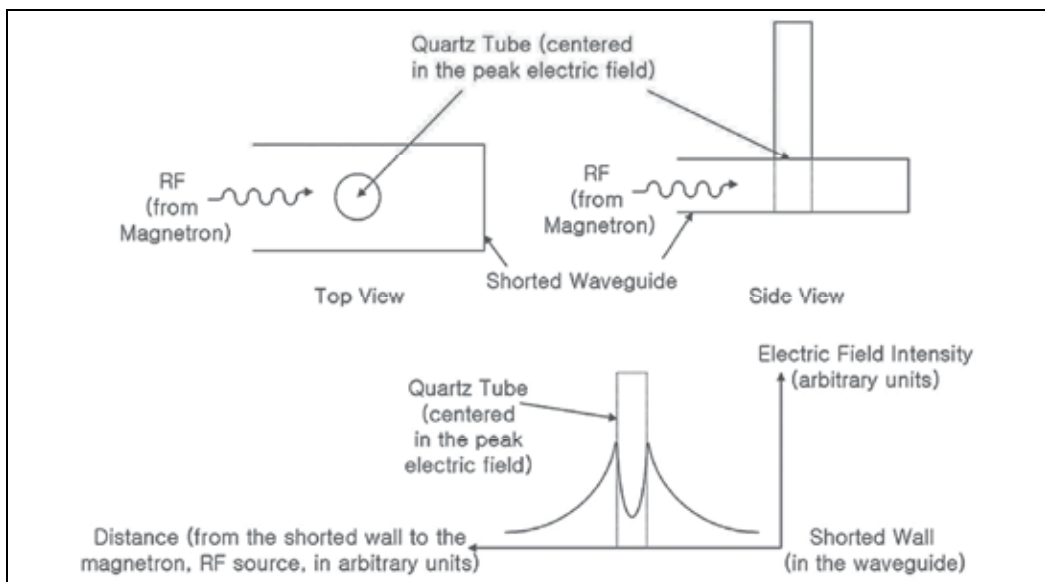 Quartz Tube (centered
in the peak electric field)
RF
(from
Magnetron)
RF
(from
Magnetron)
Shorted Waveguide
Top View
Side View
Electric Field Intensity
(arbitrary units)
Quartz Tube
(centered
in the peak
electric field)
Distance (from the shorted wall to the
magnetron, RF source, in arbitrary units)
Shorted Wall
(in the waveguide)